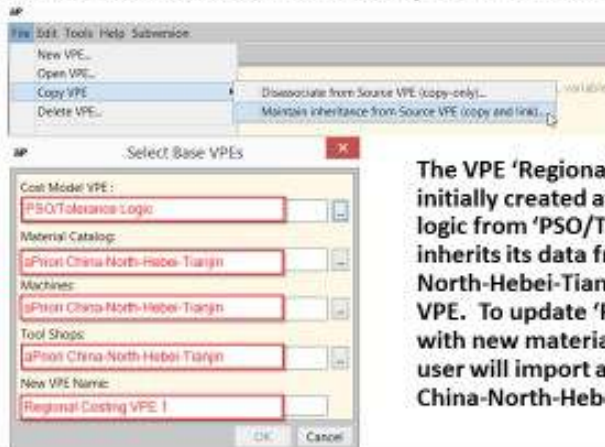 aP
File Edit Tools Help Subversion
New VPE...
Open VPE...
Copy VPE
Delete VPE...
Disassociate from Source VPE (copy-only)...
Maintain inheritance from Source VPE (copy and link)...
variable
aP Select Base VPEs
Cost Model VPE:
PSO/Tolerance Logic
Material Catalog:
aPriori China-North-Hebei-Tianjin
Machines:
aPriori China-North-Hebei-Tianjin
Tool Shops:
aPriori China-North-Hebei-Tianjin
New VPE Name:
Regional Costing VPE 1
OK Cancel
The VPE 'Regiona
initially created a
logic from 'PSO/T
inherits its data f
North-Hebei-Tian
VPE. To update '
with new materia
user will import a
China-North-Heb